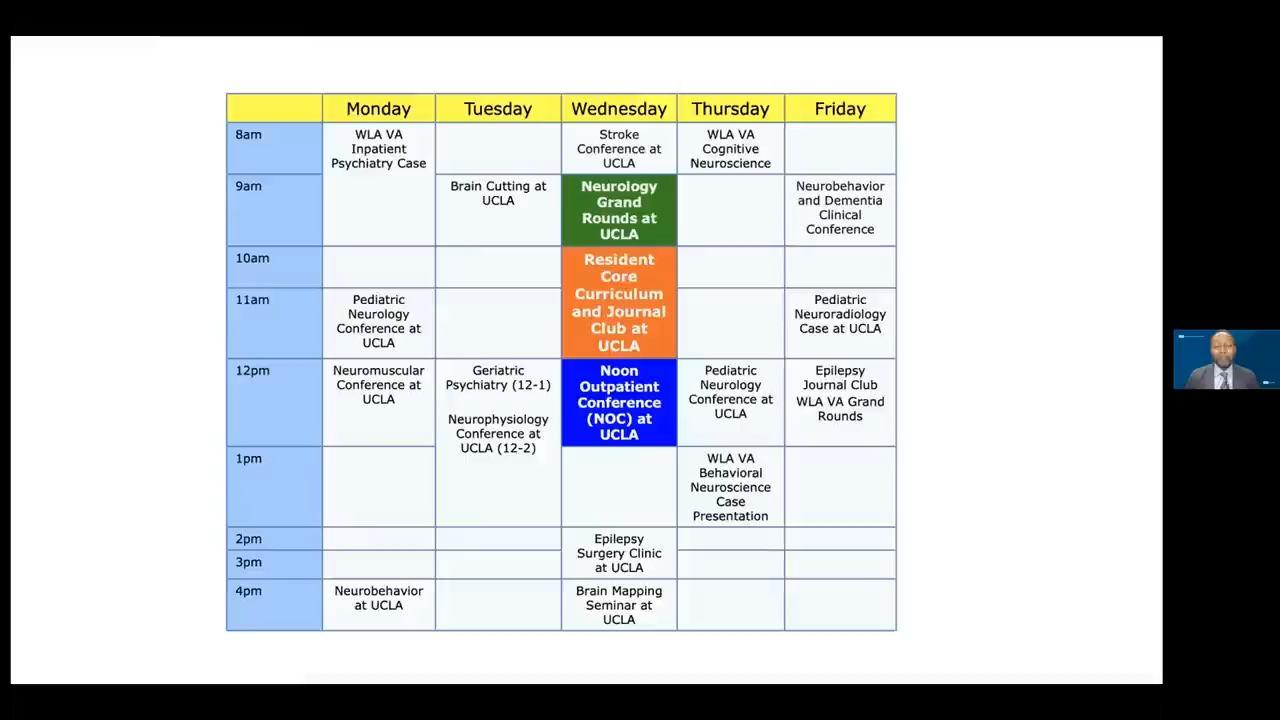 Monday Tuesday Wednesday Thursday Friday
8am
WLA VA
Inpatient
Psychiatry Case
Stroke
Conference at
UCLA
WLA VA
Cognitive
Neuroscience
9am
Brain Cutting at
UCLA
Neurology
Grand
Rounds at
UCLA
Neurobehavior
and Dementia
Clinical
Conference
10am
Resident
Core
Curriculum
and Journal
Club at
UCLA
11am
Pediatric
Neurology
Conference at
UCLA
Pediatric
Neuroradiology
Case at UCLA
12pm
Neuromuscular
Conference at
UCLA
Geriatric
Psychiatry (12-1)
Neurophysiology
Conference at
UCLA (12-2)
Noon
Outpatient
Conference
(NOC) at
UCLA
Pediatric
Neurology
Conference at
UCLA
Epilepsy
Journal Club
WLA VA Grand
Rounds
1pm
WLA VA
Behavioral
Neuroscience
Case
Presentation
2pm
Epilepsy
Surgery Clinic
at UCLA
3pm
4pm
Neurobehavior
at UCLA
Brain Mapping
Seminar at
UCLA